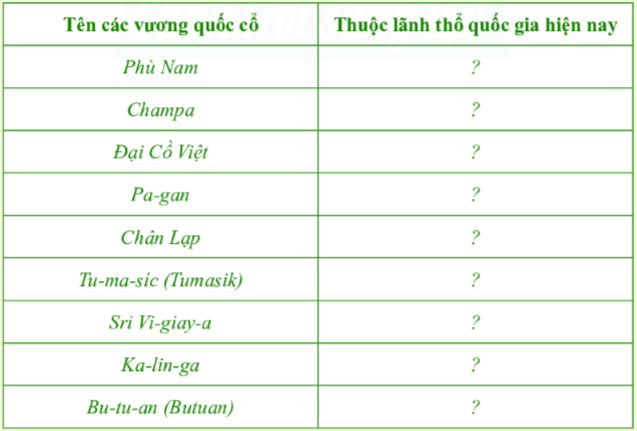 Tên các vương quốc cổ Thuộc lãnh thổ quốc gia hiện nay
Phù Nam ?
Champa ?
Đại Cồ Việt ?
Pa-gan ?
Chân Lạp ?
Tu-ma-síc (Tumasik) ?
Sri Vi-giay-a ?
Ka-lin-ga ?
Bu-tu-an (Butuan) ?